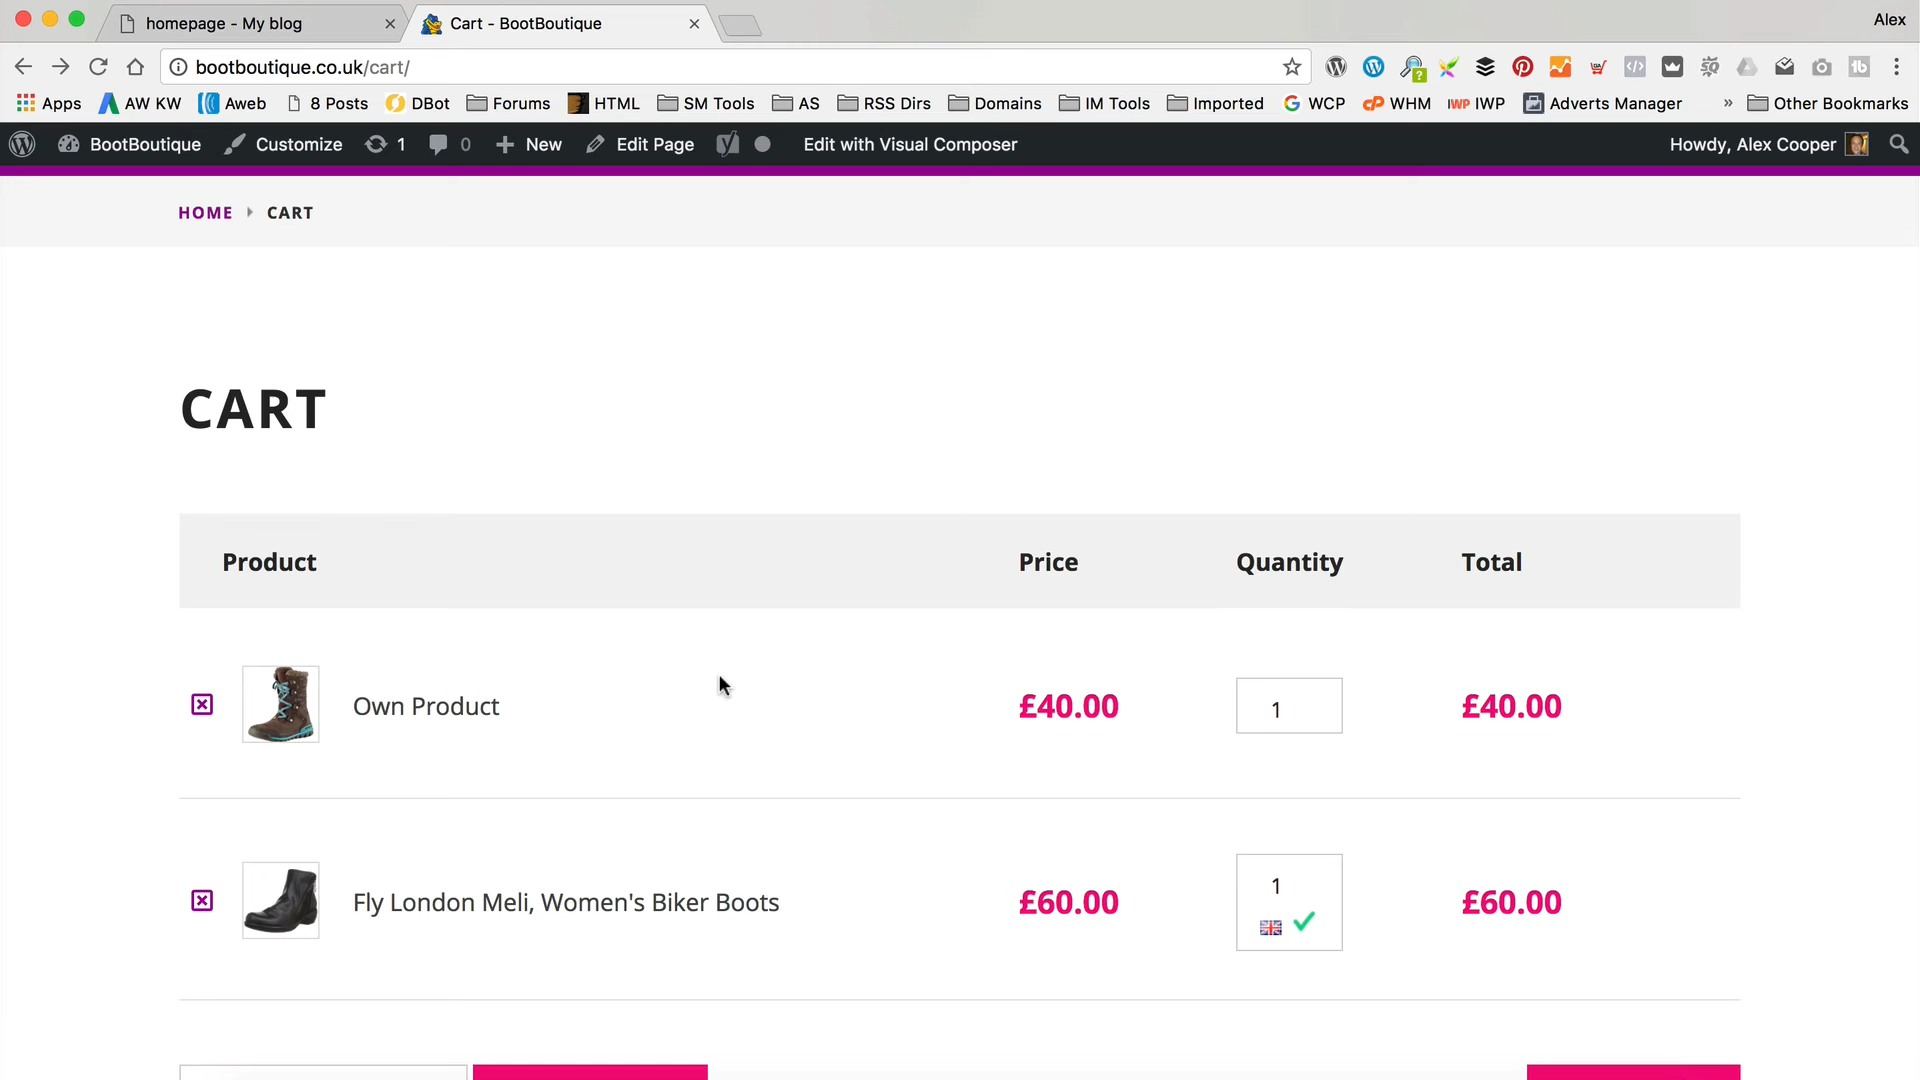 homepage - My blog
Cart - BootBoutique
Alex
bootboutique.co.uk/cart/
Apps AW KW Aweb 8 Posts DBot Forums HTML SM Tools AS RSS Dirs Domains IM Tools Imported WCP WHM IWP IWP Adverts Manager » Other Bookmarks
BootBoutique Customize 1 0 New Edit Page Edit with Visual Composer Howdy, Alex Cooper
HOME CART
CART
Product Price Quantity Total
Own Product £40.00 1 £40.00
Fly London Meli, Women's Biker Boots £60.00 1 £60.00